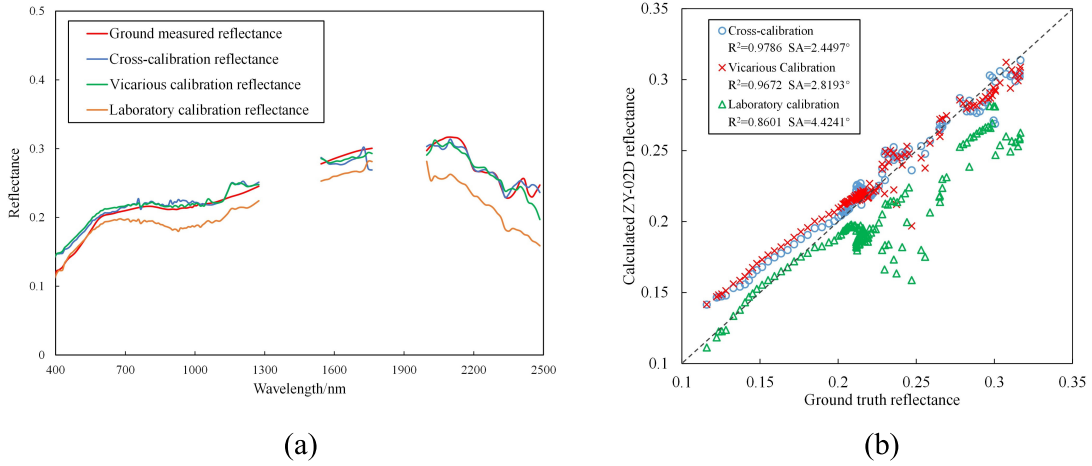 0.5
0.4
0.3
0.2
0.1
0
Reflectance
Ground measured reflectance
Cross-calibration reflectance
Vicarious calibration reflectance
Laboratory calibration reflectance
400 700 1000 1300 1600 1900 2200 2500
Wavelength/nm
(a)
0.35
0.3
0.25
0.2
0.15
0.1
Calculated ZY-02D reflectance
Cross-calibration
R²=0.9786 SA=2.4497°
Vicarious Calibration
R²=0.9672 SA=2.8193°
Laboratory calibration
R²=0.8601 SA=4.4241°
0.1 0.15 0.2 0.25 0.3 0.35
Ground truth reflectance
(b)